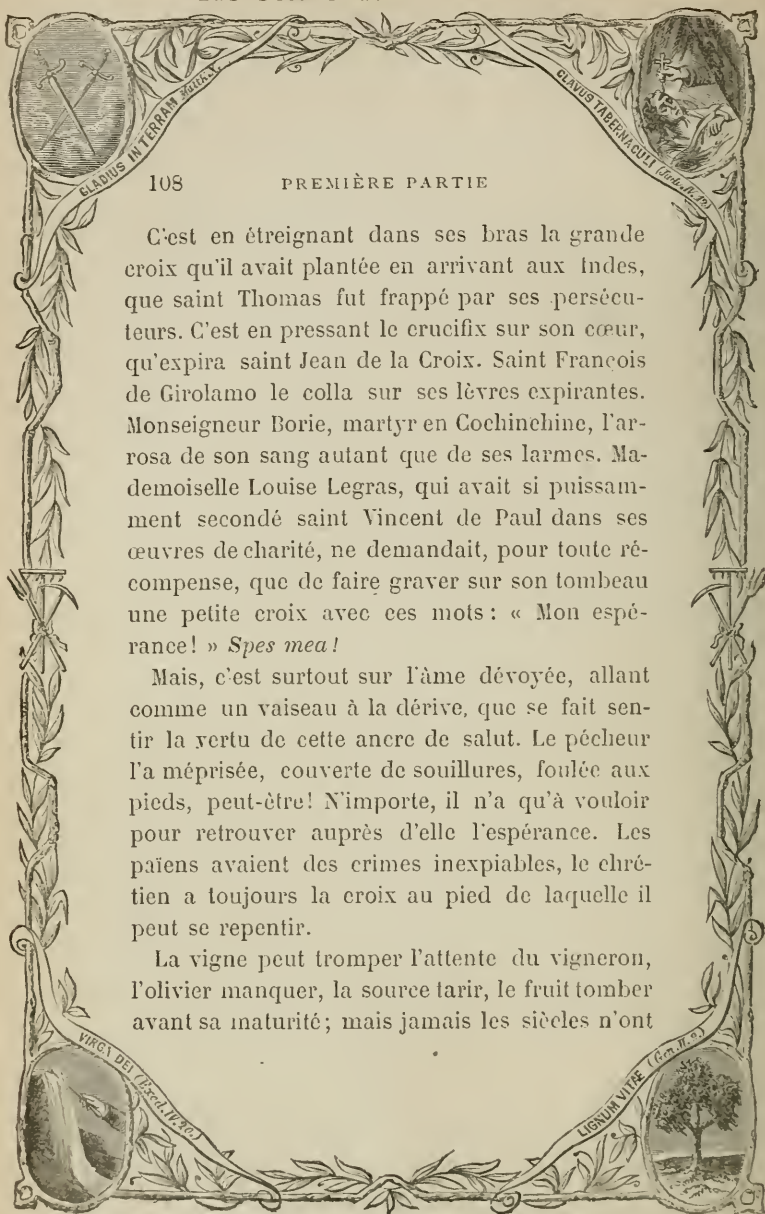 GLADIUS IN TERRAM Matth. X.
CLAVUS TABERNACULI
108 PREMIÈRE PARTIE
C'est en étreignant dans ses bras la grande
croix qu'il avait plantée en arrivant aux Indes,
que saint Thomas fut frappé par ses persécu-
teurs. C'est en pressant le crucifix sur son cœur,
qu'expira saint Jean de la Croix. Saint François
de Girolamo le colla sur ses lèvres expirantes.
Monseigneur Borie, martyr en Cochinchine, l'ar-
rosa de son sang autant que de ses larmes. Ma-
demoiselle Louise Legras, qui avait si puissam-
ment secondé saint Vincent de Paul dans ses
œuvres de charité, ne demandait, pour toute ré-
compense, que de faire graver sur son tombeau
une petite croix avec ces mots : « Mon espé-
rance! » Spes mea !
Mais, c'est surtout sur l'âme dévoyée, allant
comme un vaiseau à la dérive, que se fait sen-
tir la vertu de cette ancre de salut. Le pécheur
l'a méprisée, couverte de souillures, foulée aux
pieds, peut-être! N'importe, il n'a qu'à vouloir
pour retrouver auprès d'elle l'espérance. Les
païens avaient des crimes inexpiables, le chré-
tien a toujours la croix au pied de laquelle il
peut se repentir.
La vigne peut tromper l'attente du vigneron,
l'olivier manquer, la source tarir, le fruit tomber
avant sa maturité; mais jamais les siècles n'ont
VIRGA DEI (Exod. IV. 20.)
LIGNUM VITAE (Gen. II. 9.)